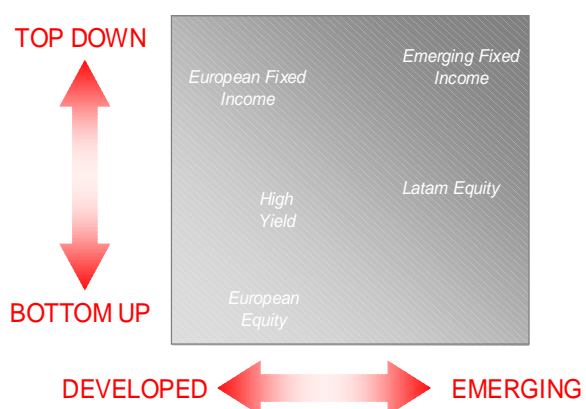 TOP DOWN
Emerging Fixed
Income
European Fixed
Income
Latam Equity
High
Yield
European
Equity
BOTTOM UP
DEVELOPED
EMERGING